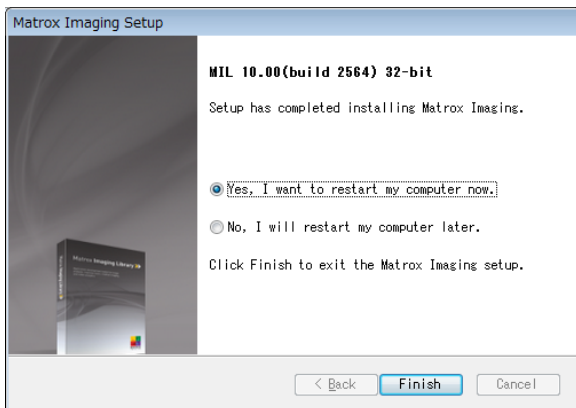 Matrox Imaging Setup
MIL 10.00(build 2564) 32-bit
Setup has completed installing Matrox Imaging.
Yes, I want to restart my computer now.
No, I will restart my computer later.
Click Finish to exit the Matrox Imaging setup.
Matrox Imaging Library 10
< Back
Finish
Cancel